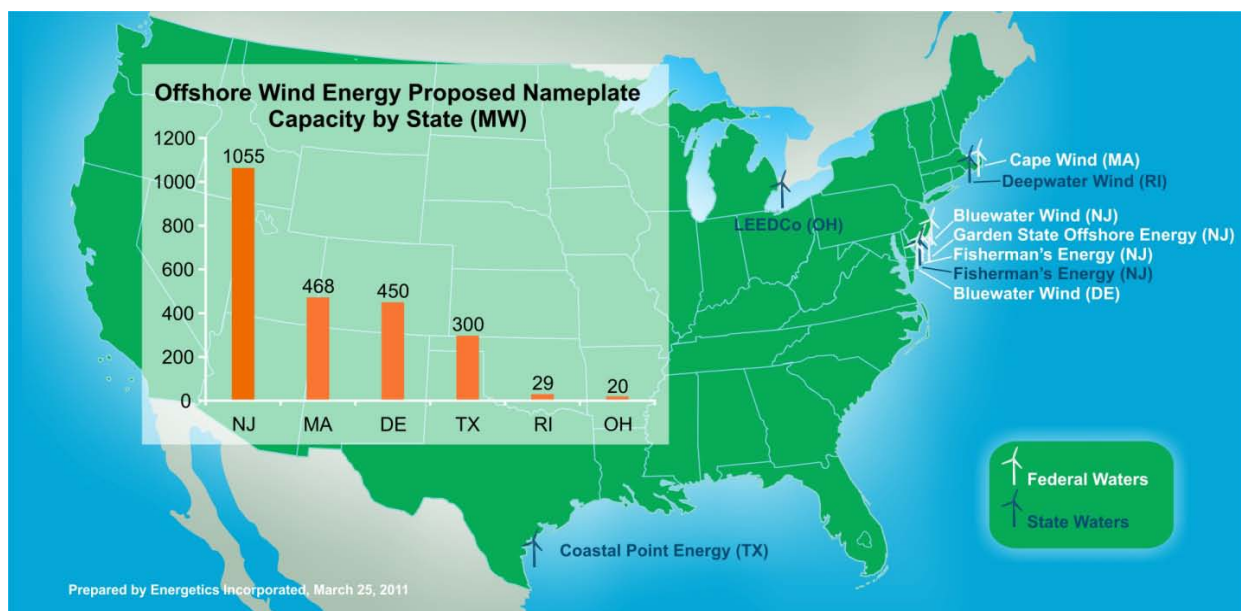 Offshore Wind Energy Proposed Nameplate
Capacity by State (MW)
1200
1000
800
600
400
200
0
1055
468
450
300
29
20
NJ
MA
DE
TX
RI
OH
LEEDCo (OH)
Cape Wind (MA)
Deepwater Wind (RI)
Bluewater Wind (NJ)
Garden State Offshore Energy (NJ)
Fisherman’s Energy (NJ)
Fisherman’s Energy (NJ)
Bluewater Wind (DE)
Coastal Point Energy (TX)
Federal Waters
State Waters
Prepared by Energetics Incorporated, March 25, 2011